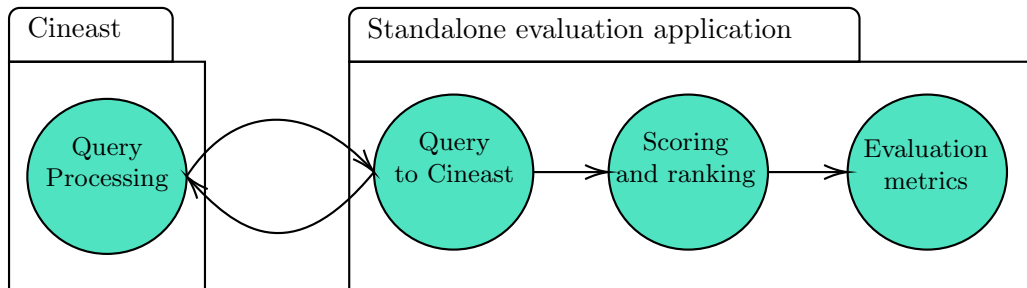 Cineast
Standalone evaluation application
Query
Processing
Query
to Cineast
Scoring
and ranking
Evaluation
metrics